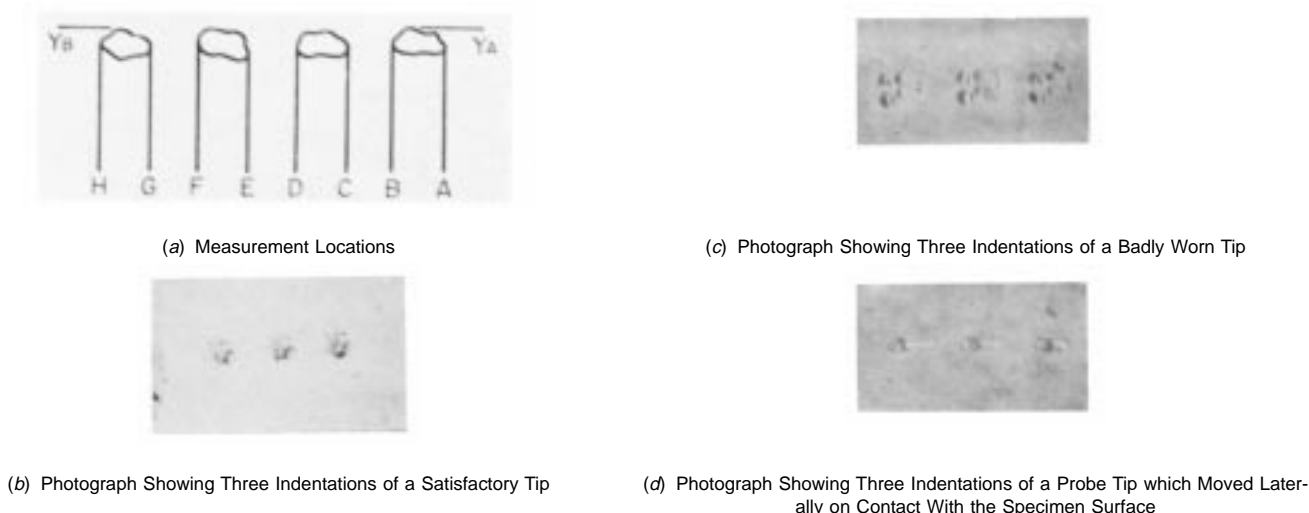 YB YA
H G F E D C B A
(a) Measurement Locations
(c) Photograph Showing Three Indentations of a Badly Worn Tip
(b) Photograph Showing Three Indentations of a Satisfactory Tip
(d) Photograph Showing Three Indentations of a Probe Tip which Moved Later-
ally on Contact With the Specimen Surface